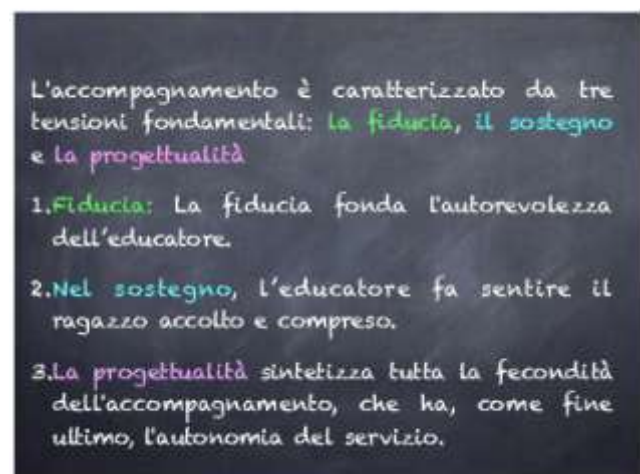 L'accompagnamento è caratterizzato da tre
tensioni fondamentali: la fiducia, il sostegno
e la progettualità
1.Fiducia: La fiducia fonda l'autorevolezza
dell'educatore.
2.Nel sostegno, l'educatore fa sentire il
ragazzo accolto e compreso.
3.La progettualità sintetizza tutta la fecondità
dell'accompagnamento, che ha, come fine
ultimo, l'autonomia del servizio.